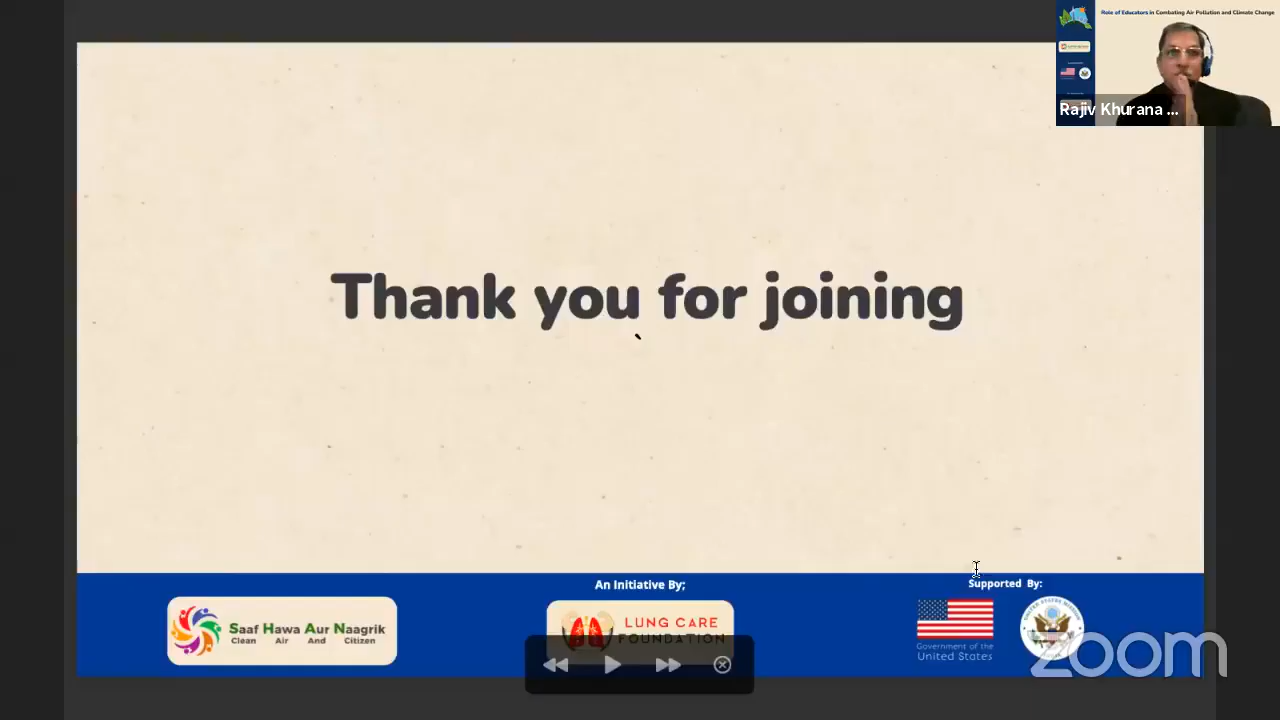 Role of Educators in Combating Air Pollution and Climate Change
Rajiv Khurana ...
Thank you for joining
An Initiative By;
Supported By:
Saaf Hawa Aur Naagrik
Clean Air And Citizen
LUNG CARE
FOUNDATION
Government of the
United States
zoom